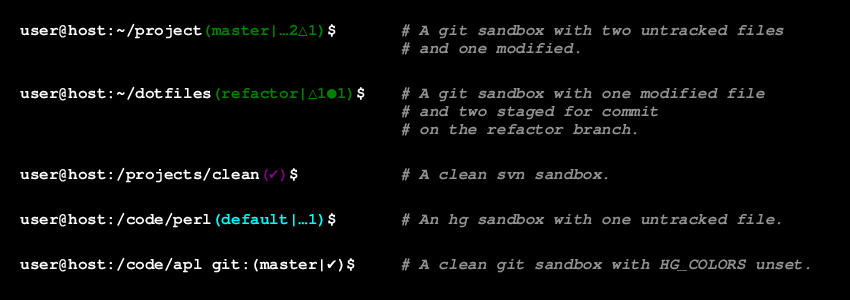 user@host:~/project(master|…2△1)$ # A git sandbox with two untracked files
# and one modified.
user@host:~/dotfiles(refactor|△1●1)$ # A git sandbox with one modified file
# and two staged for commit
# on the refactor branch.
user@host:/projects/clean(✔)$ # A clean svn sandbox.
user@host:/code/perl(default|…1)$ # An hg sandbox with one untracked file.
user@host:/code/apl git:(master|✔)$ # A clean git sandbox with HG_COLORS unset.